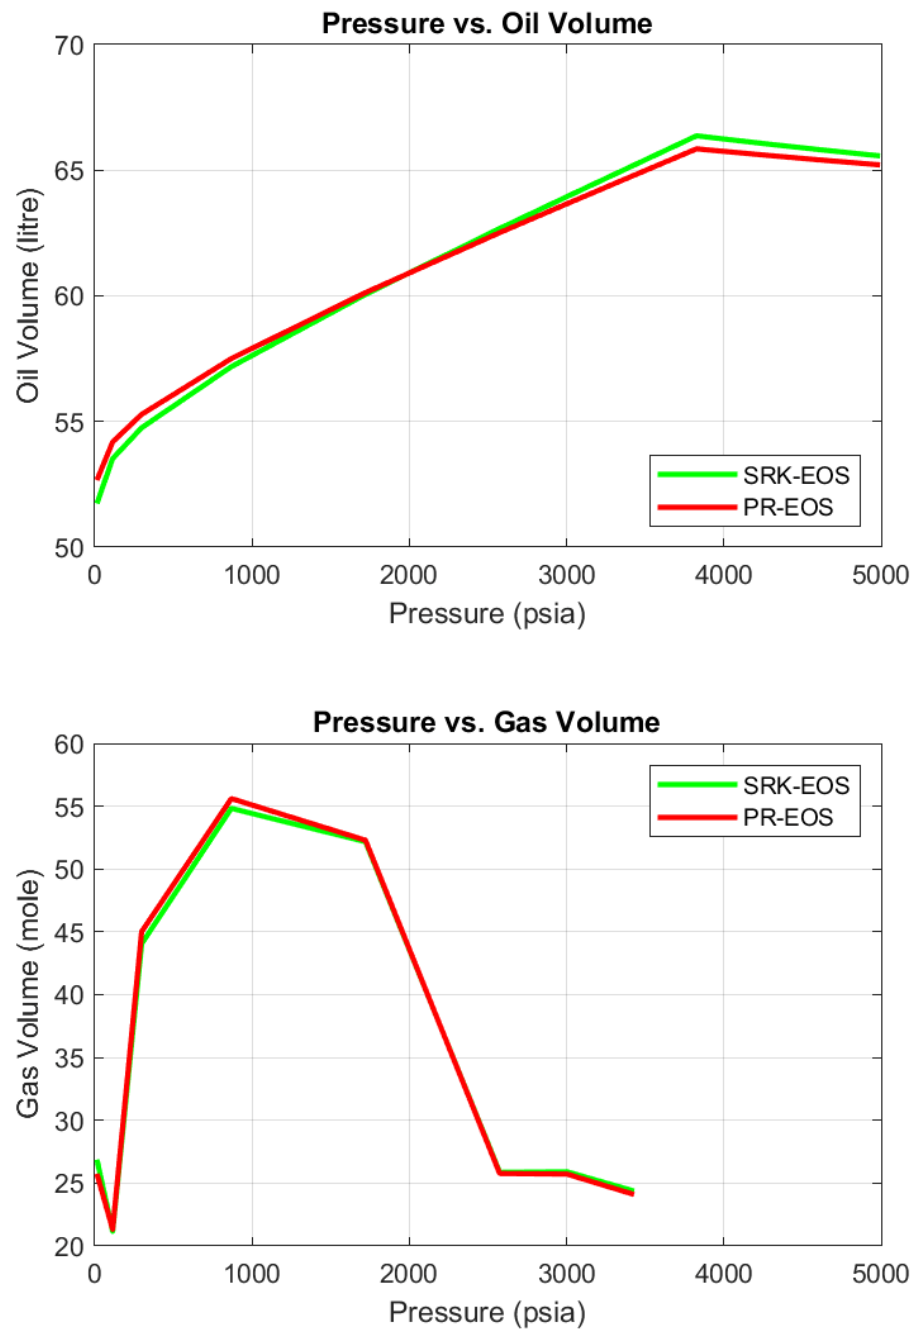 Pressure vs. Oil Volume
70
65
60
55
50
Oil Volume (litre)
SRK-EOS
PR-EOS
0 1000 2000 3000 4000 5000
Pressure (psia)
Pressure vs. Gas Volume
60
55
50
45
40
35
30
25
20
Gas Volume (mole)
SRK-EOS
PR-EOS
0 1000 2000 3000 4000 5000
Pressure (psia)